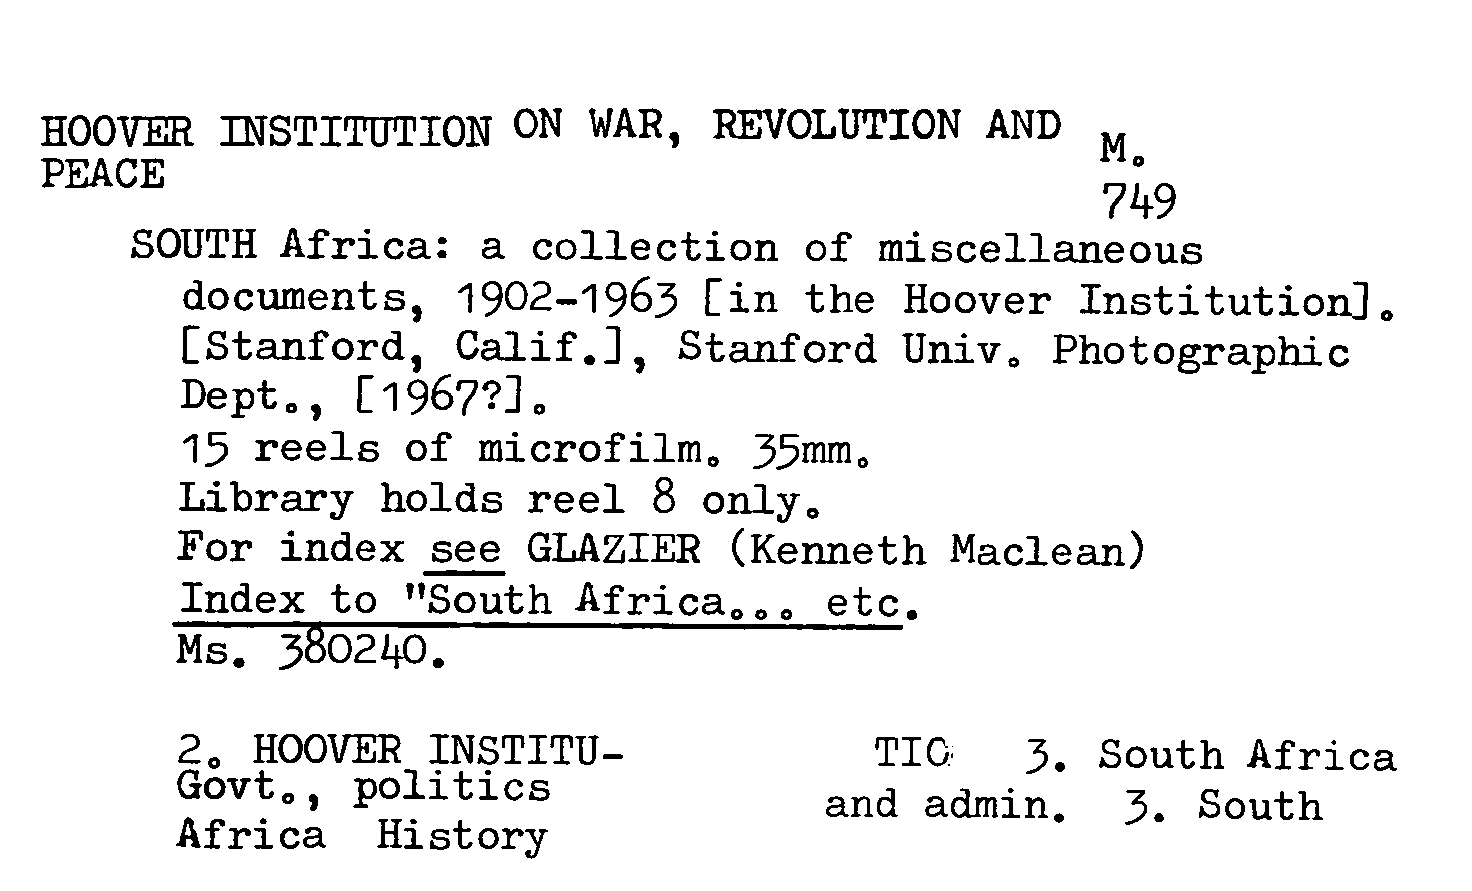 HOOVER INSTITUTION ON WAR, REVOLUTION AND
PEACE
M.
749
SOUTH Africa: a collection of miscellaneous
documents, 1902-1963 [in the Hoover Institution].
[Stanford, Calif.], Stanford Univ. Photographic
Dept., [1967?].
15 reels of microfilm. 35mm.
Library holds reel 8 only.
For index see GLAZIER (Kenneth Maclean)
Index to "South Africa... etc.
Ms. 380240.
2. HOOVER INSTITU- TIO 3. South Africa
Govt., politics and admin. 3. South
Africa History